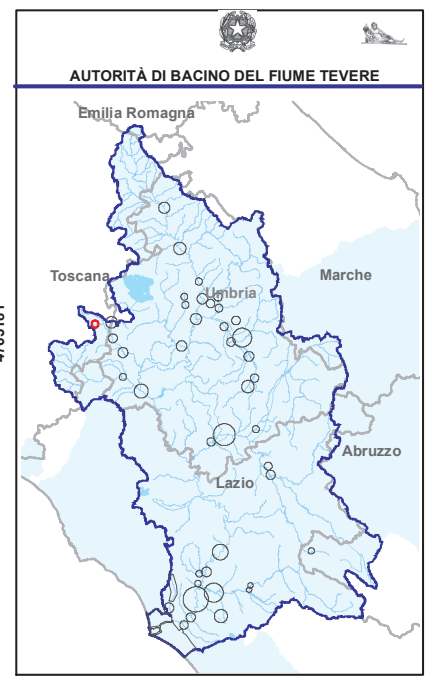 AUTORITÀ DI BACINO DEL FIUME TEVERE
Emilia Romagna
Toscana
Marche
Umbria
Abruzzo
Lazio